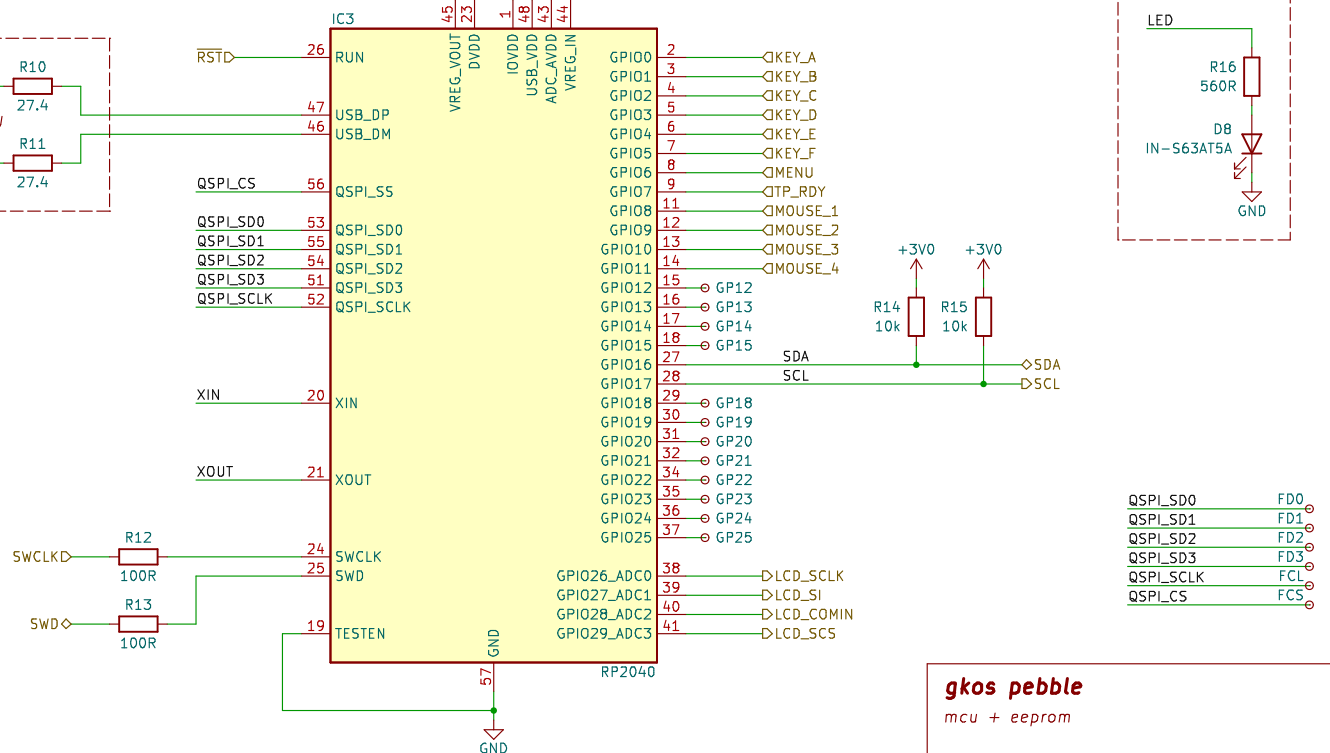 IC3
45
23
1
48
43
44
VREG_VOUT
DVDD
IOVDD
USB_VDD
ADC_AVDD
VREG_IN
R10
27.4
R11
27.4
RST
26 RUN
47 USB_DP
46 USB_DM
QSPI_CS 56 QSPI_SS
QSPI_SD0 53 QSPI_SD0
QSPI_SD1 55 QSPI_SD1
QSPI_SD2 54 QSPI_SD2
QSPI_SD3 51 QSPI_SD3
QSPI_SCLK 52 QSPI_SCLK
XIN 20 XIN
XOUT 21 XOUT
SWCLK
R12
100R
24 SWCLK
25 SWD
SWD
R13
100R
19 TESTEN
GND
57
GND
RP2040
GPIO0 2 KEY_A
GPIO1 3 KEY_B
GPIO2 4 KEY_C
GPIO3 5 KEY_D
GPIO4 6 KEY_E
GPIO5 7 KEY_F
GPIO6 8 MENU
GPIO7 9 TP_RDY
GPIO8 11 MOUSE_1
GPIO9 12 MOUSE_2
GPIO10 13 MOUSE_3
GPIO11 14 MOUSE_4
GPIO12 15 GP12
GPIO13 16 GP13
GPIO14 17 GP14
GPIO15 18 GP15
GPIO16 27 SDA SDA
GPIO17 28 SCL SCL
GPIO18 29 GP18
GPIO19 30 GP19
GPIO20 31 GP20
GPIO21 32 GP21
GPIO22 34 GP22
GPIO23 35 GP23
GPIO24 36 GP24
GPIO25 37 GP25
GPIO26_ADC0 38 LCD_SCLK
GPIO27_ADC1 39 LCD_SI
GPIO28_ADC2 40 LCD_COMIN
GPIO29_ADC3 41 LCD_SCS
+3V0
+3V0
R14
10k
R15
10k
LED
R16
560R
D8
IN-S63AT5A
GND
QSPI_SD0 FD0
QSPI_SD1 FD1
QSPI_SD2 FD2
QSPI_SD3 FD3
QSPI_SCLK FCL
QSPI_CS FCS
gkos pebble
mcu + eeprom